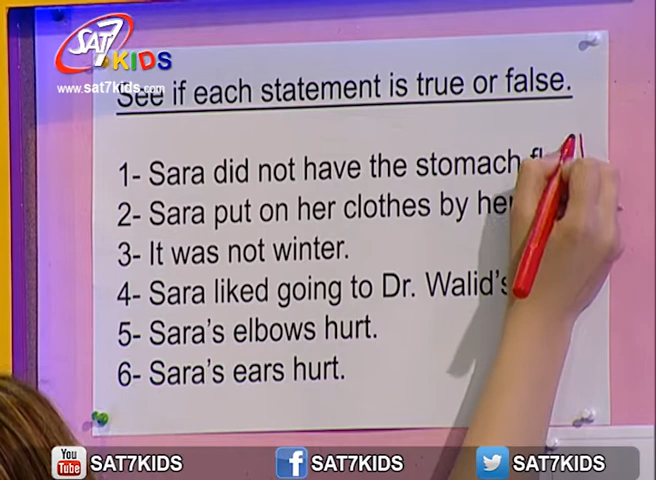 SAT7
KIDS
www.sat7kids.com
See if each statement is true or false.
1- Sara did not have the stomach
2- Sara put on her clothes by
3- It was not winter.
4- Sara liked going to Dr. Walid's
5- Sara's elbows hurt.
6- Sara's ears hurt.
You Tube SAT7KIDS f SAT7KIDS SAT7KIDS